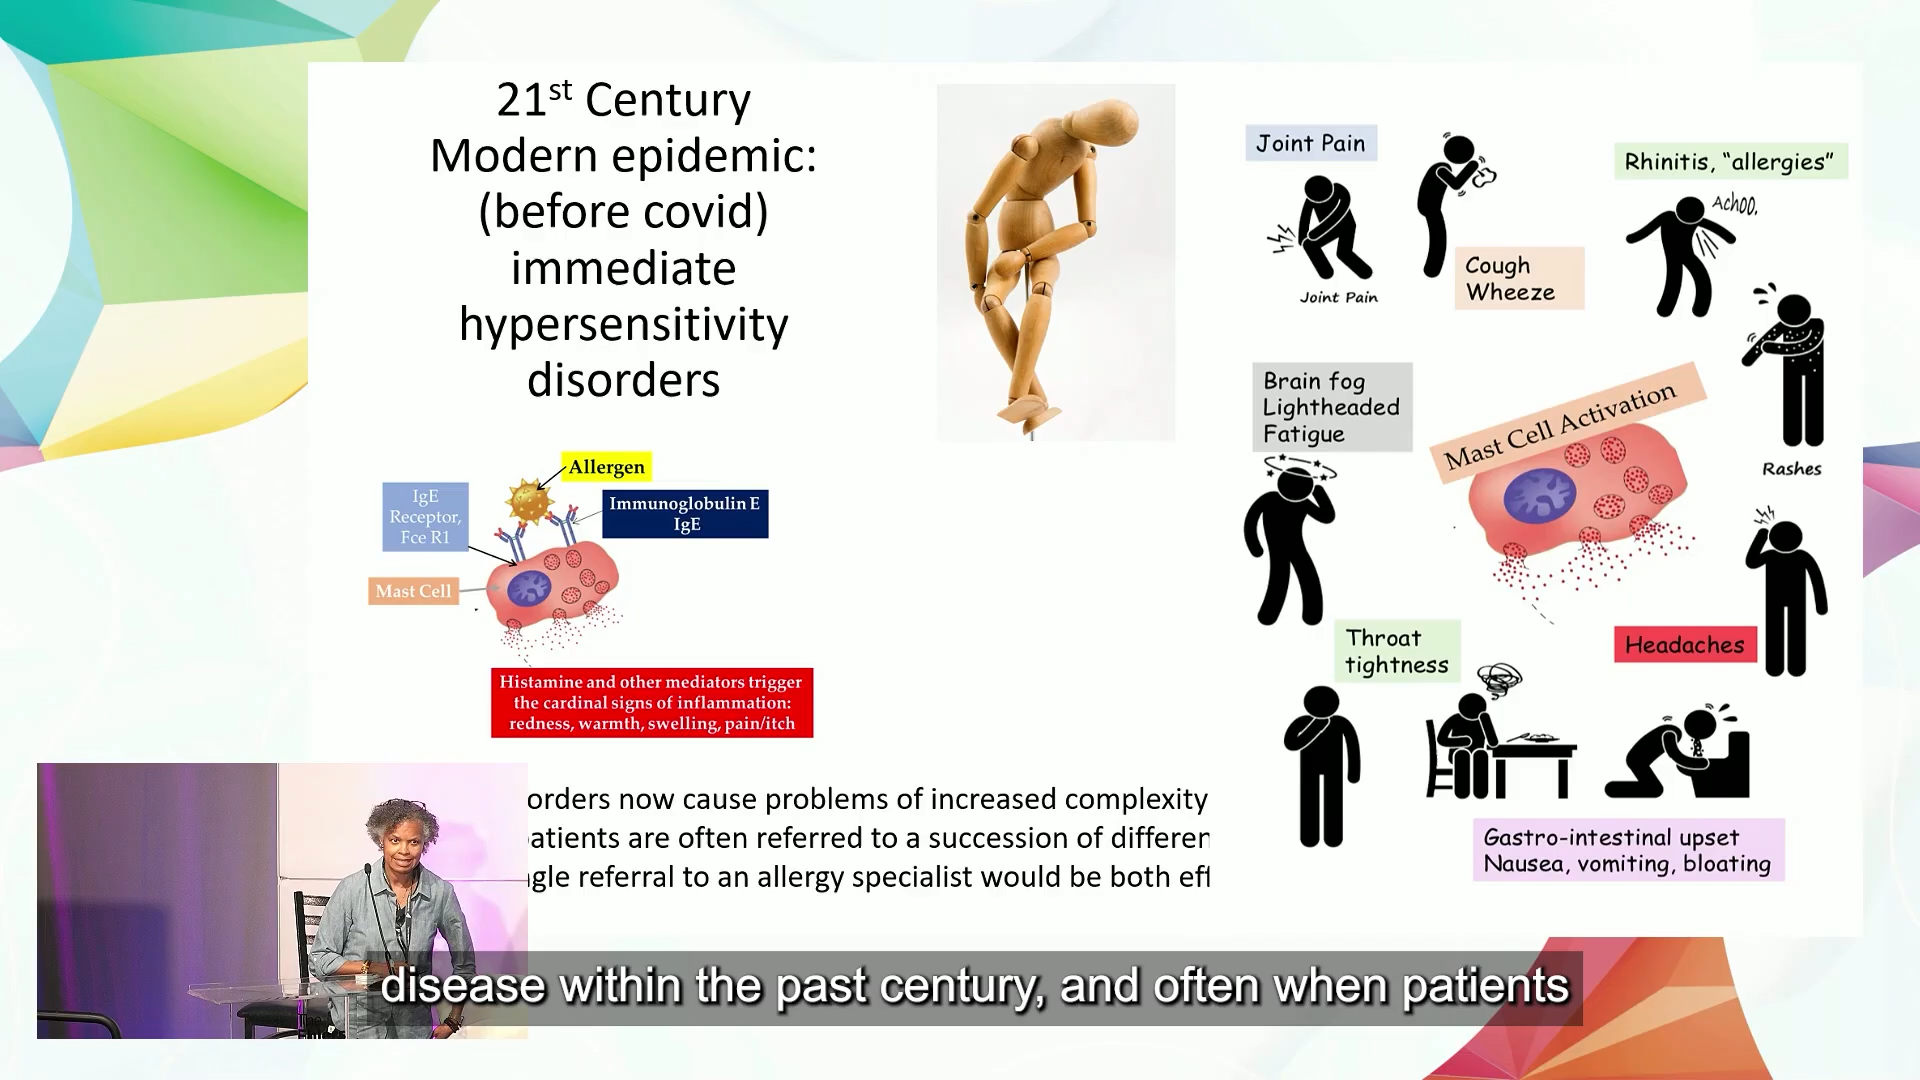 21st Century
Modern epidemic:
(before covid)
immediate
hypersensitivity
disorders
Allergen
IgE
Receptor,
Fce R1
Immunoglobulin E
IgE
Mast Cell
Histamine and other mediators trigger
the cardinal signs of inflammation:
redness, warmth, swelling, pain/itch
Joint Pain
Joint Pain
Cough
Wheeze
Rhinitis, “allergies”
Achoo.
Rashes
Brain fog
Lightheaded
Fatigue
Mast Cell Activation
Headaches
Throat
tightness
Gastro-intestinal upset
Nausea, vomiting, bloating
orders now cause problems of increased complexity
patients are often referred to a succession of differen
gle referral to an allergy specialist would be both eff
disease within the past century, and often when patients